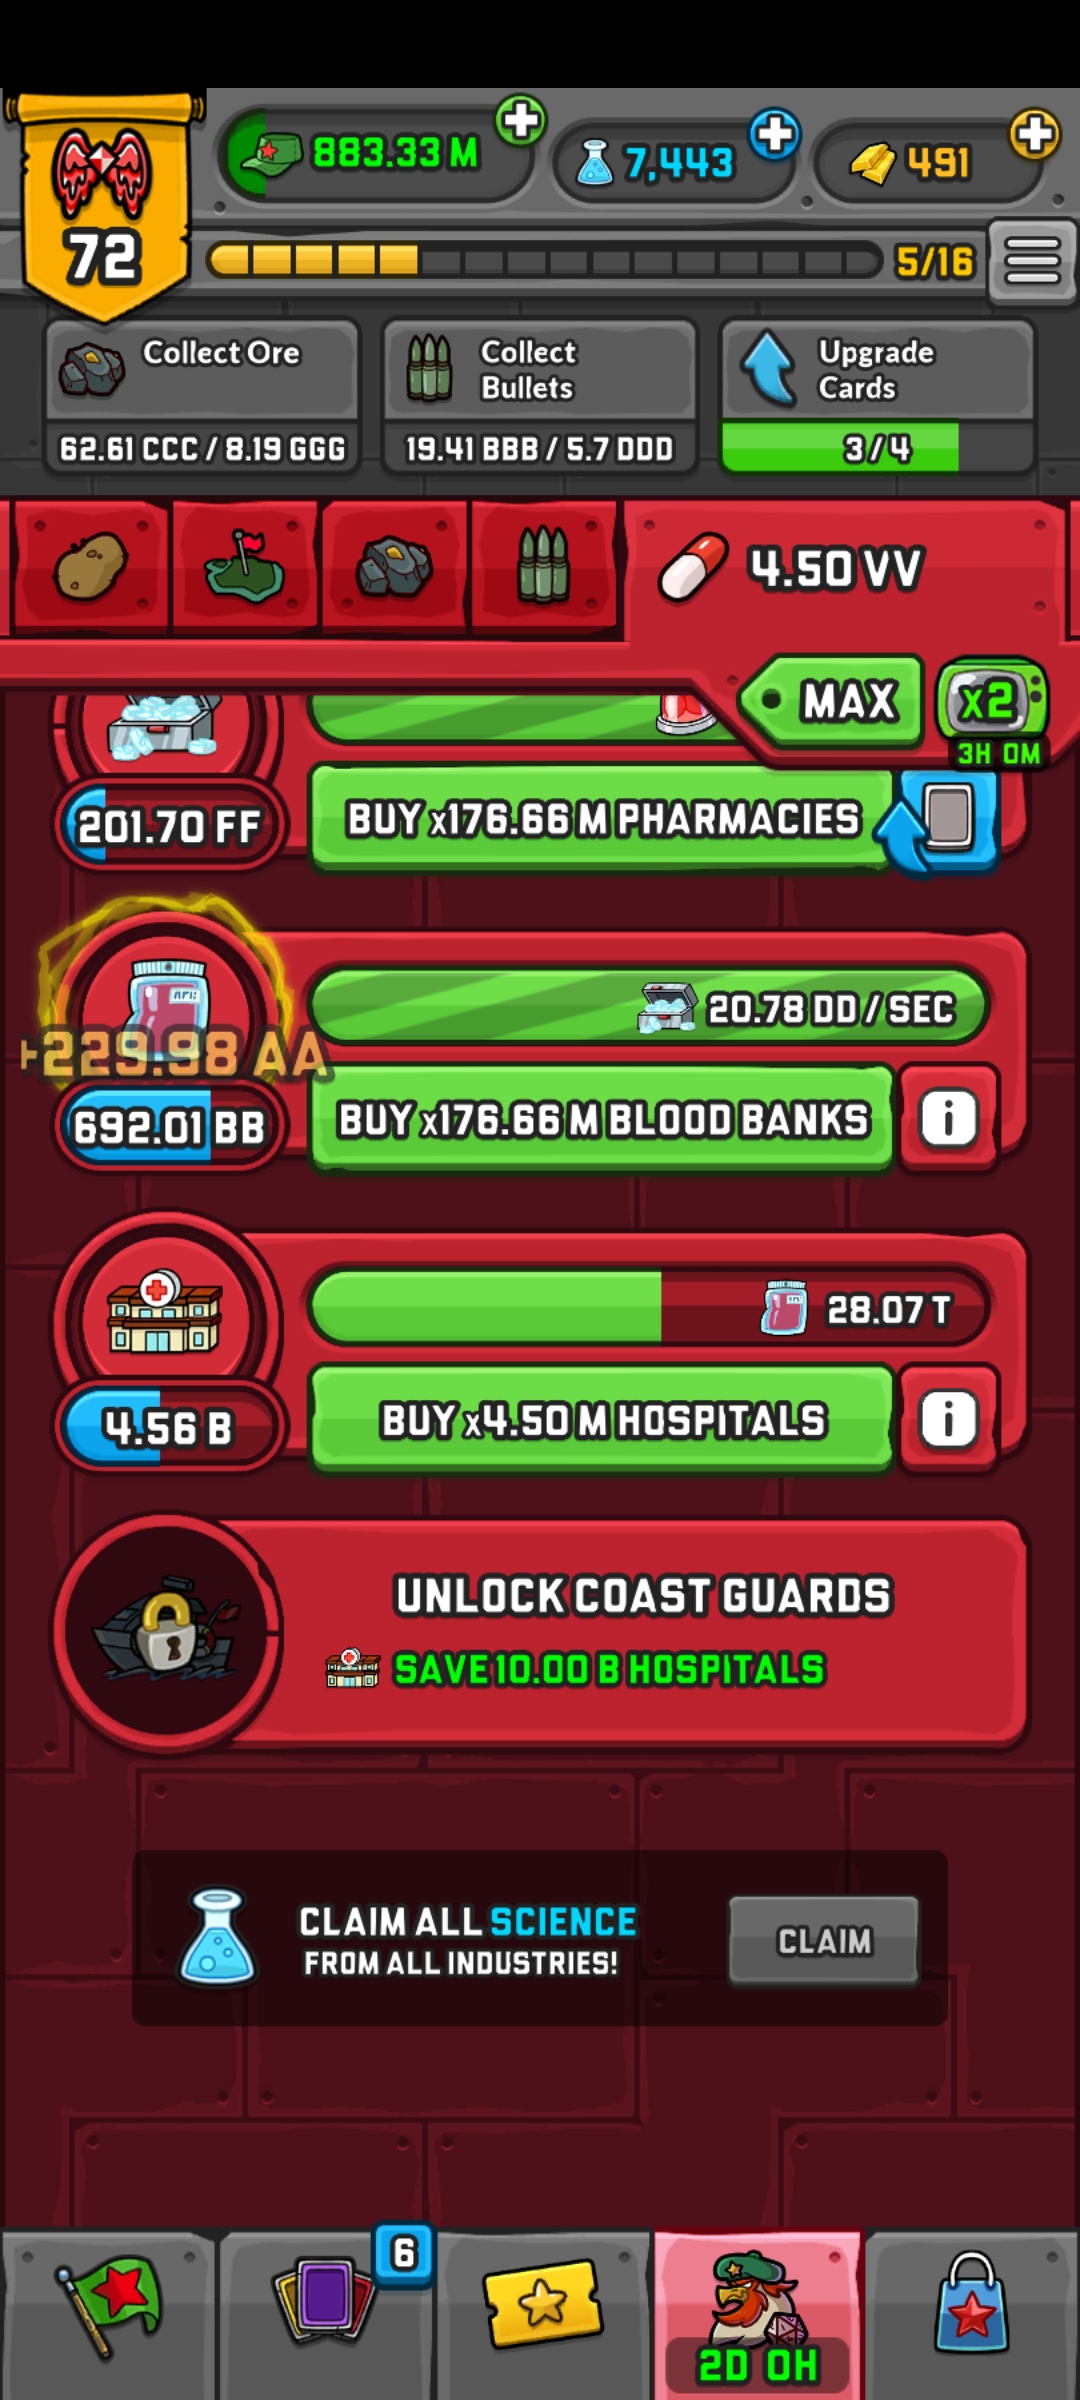 883.33 M
7,443
491
72
5/16
Collect Ore
62.61 CCC / 8.19 GGG
Collect
Bullets
19.41 BBB / 5.7 DDD
Upgrade
Cards
3 / 4
4.50 VV
MAX
x2
3H 0M
201.70 FF
BUY x176.66 M PHARMACIES
20.78 DD / SEC
+229.98 AA
692.01 BB
BUY x176.66 M BLOOD BANKS
i
28.07 T
4.56 B
BUY x4.50 M HOSPITALS
i
UNLOCK COAST GUARDS
SAVE 10.00 B HOSPITALS
CLAIM ALL SCIENCE
FROM ALL INDUSTRIES!
CLAIM
6
2D 0H